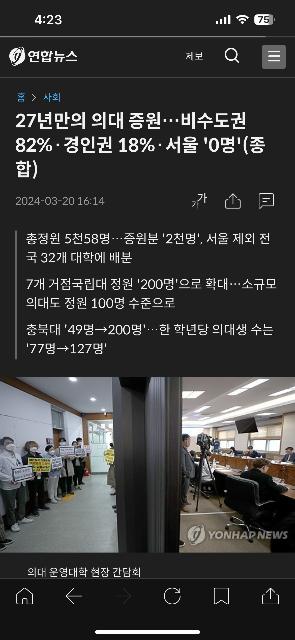 4:23
75
연합뉴스
제보
홈 > 사회
27년만의 의대 증원…비수도권
82%·경인권 18%·서울 '0명'(종
합)
2024-03-20 16:14
가가
총정원 5천58명…증원분 '2천명', 서울 제외 전
국 32개 대학에 배분
7개 거점국립대 정원 '200명'으로 확대…소규모
의대도 정원 100명 수준으로
충북대 '49명→200명'…한 학년당 의대생 수는
'77명→127명'
YONHAP NEWS
의대 운영대학 현장 간담회